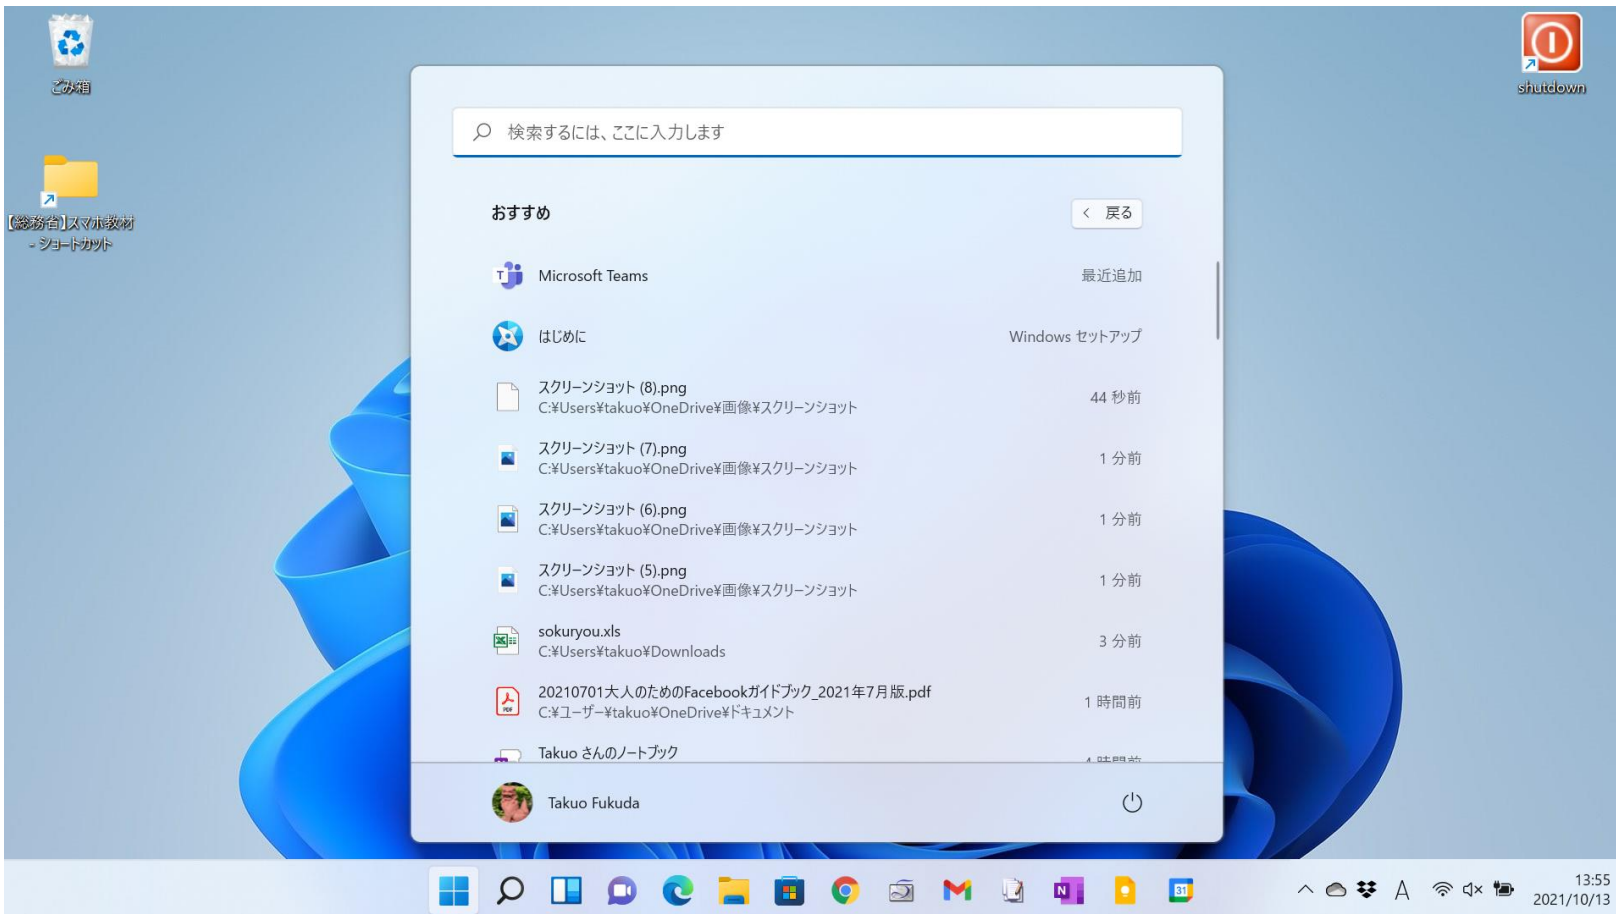 ごみ箱
shutdown
【総務省】スマホ教材
- ショートカット
検索するには、ここに入力します
おすすめ
戻る
Microsoft Teams
最近追加
はじめに
Windows セットアップ
スクリーンショット (8).png
C:¥Users¥takuo¥OneDrive¥画像¥スクリーンショット
44 秒前
スクリーンショット (7).png
C:¥Users¥takuo¥OneDrive¥画像¥スクリーンショット
1 分前
スクリーンショット (6).png
C:¥Users¥takuo¥OneDrive¥画像¥スクリーンショット
1 分前
スクリーンショット (5).png
C:¥Users¥takuo¥OneDrive¥画像¥スクリーンショット
1 分前
sokuryou.xls
C:¥Users¥takuo¥Downloads
3 分前
20210701大人のためのFacebookガイドブック_2021年7月版.pdf
C:¥ユーザー¥takuo¥OneDrive¥ドキュメント
1 時間前
Takuo さんのノートブック
4 時間前
Takuo Fukuda
31
A
13:55
2021/10/13